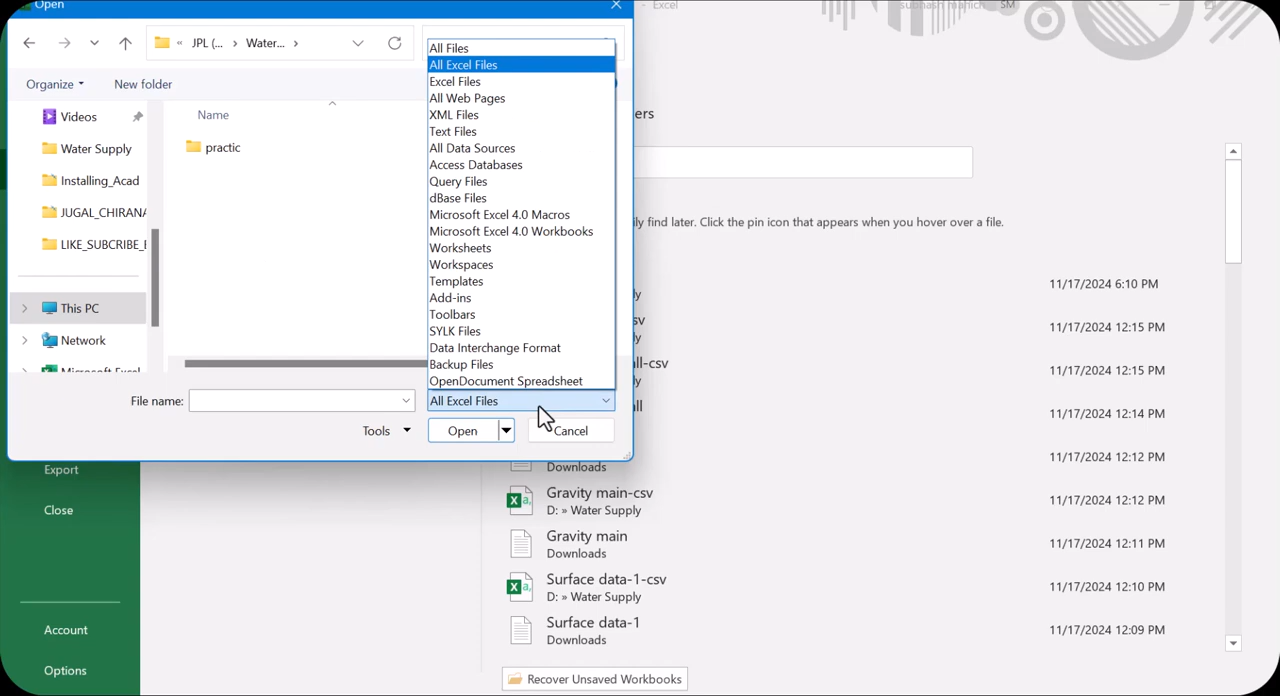 Open
Excel
subhash manich
SM
« JPL (... › Water... ›
Organize
New folder
Videos
Water Supply
Installing_Acad
JUGAL_CHIRANA
LIKE_SUBCRIBE_
This PC
Network
Microsoft Excel
Name
practic
All Files
All Excel Files
Excel Files
All Web Pages
XML Files
Text Files
All Data Sources
Access Databases
Query Files
dBase Files
Microsoft Excel 4.0 Macros
Microsoft Excel 4.0 Workbooks
Worksheets
Workspaces
Templates
Add-ins
Toolbars
SYLK Files
Data Interchange Format
Backup Files
OpenDocument Spreadsheet
File name:
All Excel Files
Tools
Open
Cancel
ers
ily find later. Click the pin icon that appears when you hover over a file.
11/17/2024 6:10 PM
ly
sv
11/17/2024 12:15 PM
ly
all-csv
11/17/2024 12:15 PM
ly
all
11/17/2024 12:14 PM
11/17/2024 12:12 PM
Downloads
Gravity main-csv
D: » Water Supply
11/17/2024 12:12 PM
Gravity main
Downloads
11/17/2024 12:11 PM
Surface data-1-csv
D: » Water Supply
11/17/2024 12:10 PM
Surface data-1
Downloads
11/17/2024 12:09 PM
Recover Unsaved Workbooks
Export
Close
Account
Options